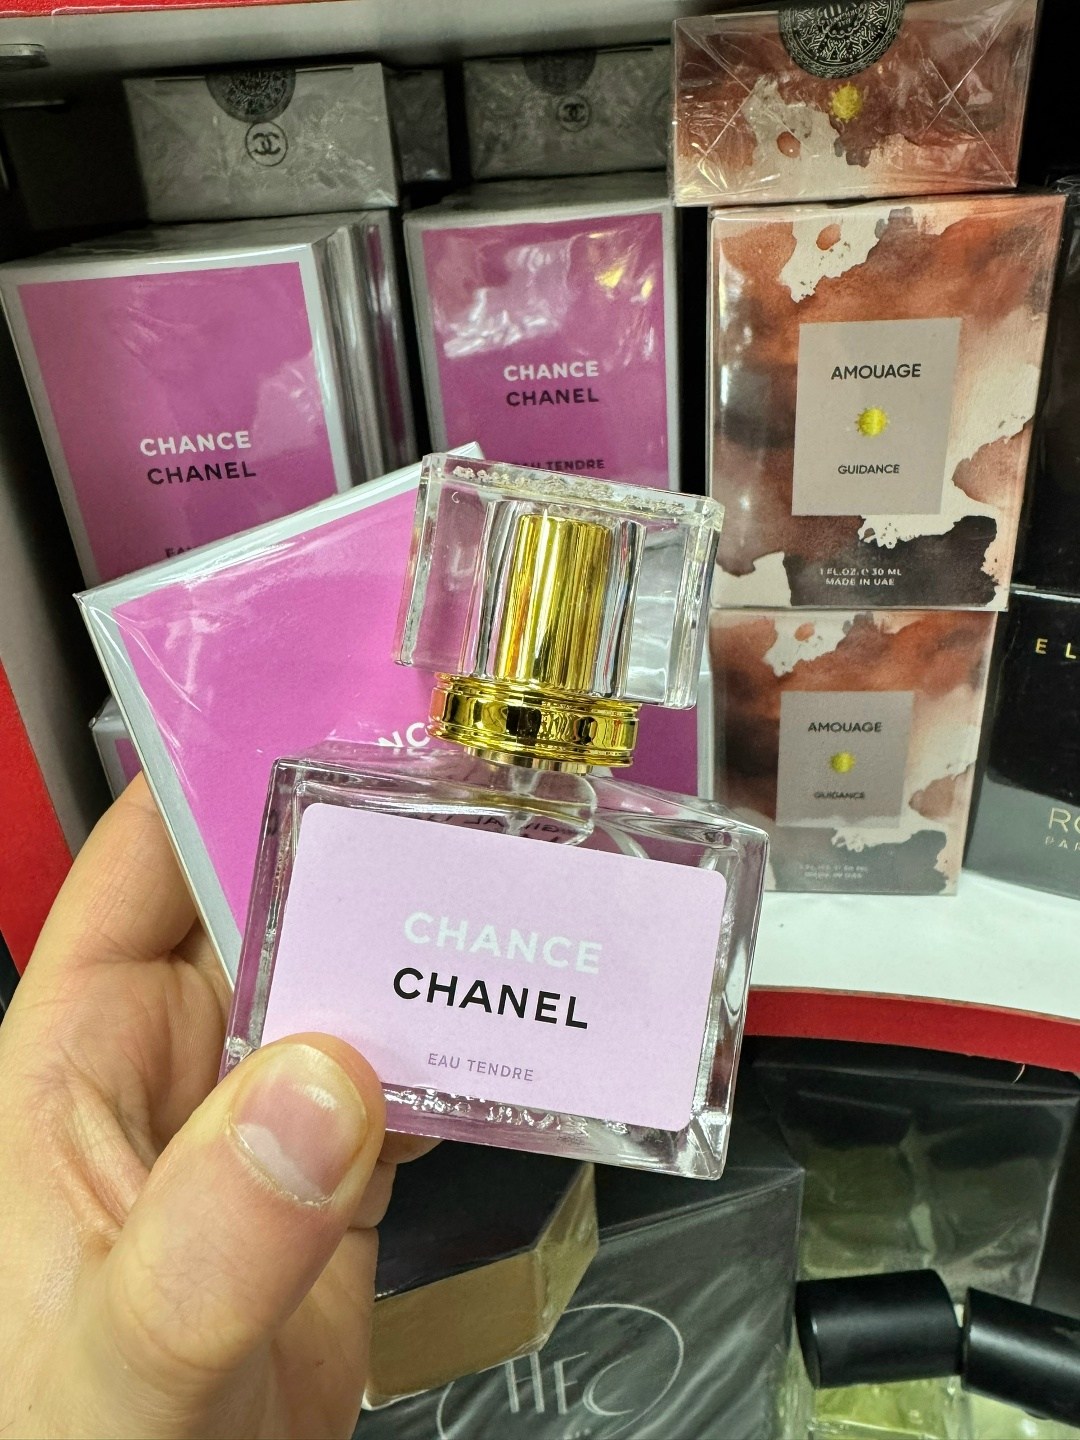 CHANCE
CHANEL
CHANCE
CHANEL
EAU TENDRE
AMOUAGE
GUIDANCE
1 FL.OZ. ℮ 30 ML
MADE IN UAE
AMOUAGE
GUIDANCE
CHANCE
CHANEL
EAU TENDRE
HFC